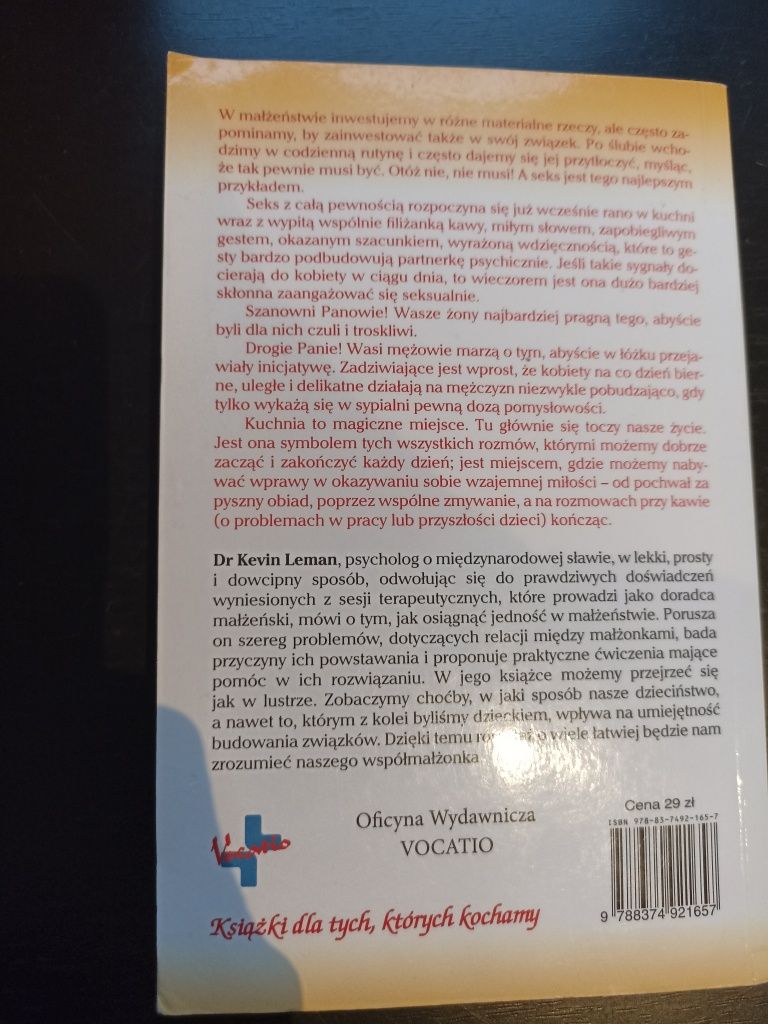 W małżeństwie inwestujemy w różne materialne rzeczy, ale często za-
pominamy, by zainwestować także w swój związek. Po ślubie wcho-
dzimy w codzienną rutynę i często dajemy się jej przytłoczyć, myśląc,
że tak pewnie musi być. Otóż nie, nie musi! A seks jest tego najlepszym
przykładem.
Seks z całą pewnością rozpoczyna się już wcześnie rano w kuchni
wraz z wypitą wspólnie filiżanką kawy, miłym słowem, zapobiegliwym
gestem, okazanym szacunkiem, wyrażoną wdzięcznością, które to ge-
sty bardzo podbudowują partnerkę psychicznie. Jeśli takie sygnały do-
cierają do kobiety w ciągu dnia, to wieczorem jest ona dużo bardziej
skłonna zaangażować się seksualnie.
Szanowni Panowie! Wasze żony najbardziej pragną tego, abyście
byli dla nich czuli i troskliwi.
Drogie Panie! Wasi mężowie marzą o tym, abyście w łóżku przeja-
wiały inicjatywę. Zadziwiające jest wprost, że kobiety na co dzień bier-
ne, uległe i delikatne działają na mężczyzn niezwykle pobudzająco, gdy
tylko wykażą się w sypialni pewną dozą pomysłowości.
Kuchnia to magiczne miejsce. Tu głównie się toczy nasze życie.
Jest ona symbolem tych wszystkich rozmów, którymi możemy dobrze
zacząć i zakończyć każdy dzień; jest miejscem, gdzie możemy naby-
wać wprawy w okazywaniu sobie wzajemnej miłości – od pochwał za
pyszny obiad, poprzez wspólne zmywanie, a na rozmowach przy kawie
(o problemach w pracy lub przyszłości dzieci) kończąc.
Dr Kevin Leman, psycholog o międzynarodowej sławie, w lekki, prosty
i dowcipny sposób, odwołując się do prawdziwych doświadczeń
wyniesionych z sesji terapeutycznych, które prowadzi jako doradca
małżeński, mówi o tym, jak osiągnąć jedność w małżeństwie. Porusza
on szereg problemów, dotyczących relacji między małżonkami, bada
przyczyny ich powstawania i proponuje praktyczne ćwiczenia mające
pomóc w ich rozwiązaniu. W jego książce możemy przejrzeć się
jak w lustrze. Zobaczymy choćby, w jaki sposób nasze dzieciństwo,
a nawet to, którym z kolei byliśmy dzieckiem, wpływa na umiejętność
budowania związków. Dzięki temu o wiele łatwiej będzie nam
zrozumieć naszego współmałżonka
Vocatio
Oficyna Wydawnicza
VOCATIO
Książki dla tych, których kochamy
Cena 29 zł
ISBN 978-83-7492-165-7
9 788374 921657